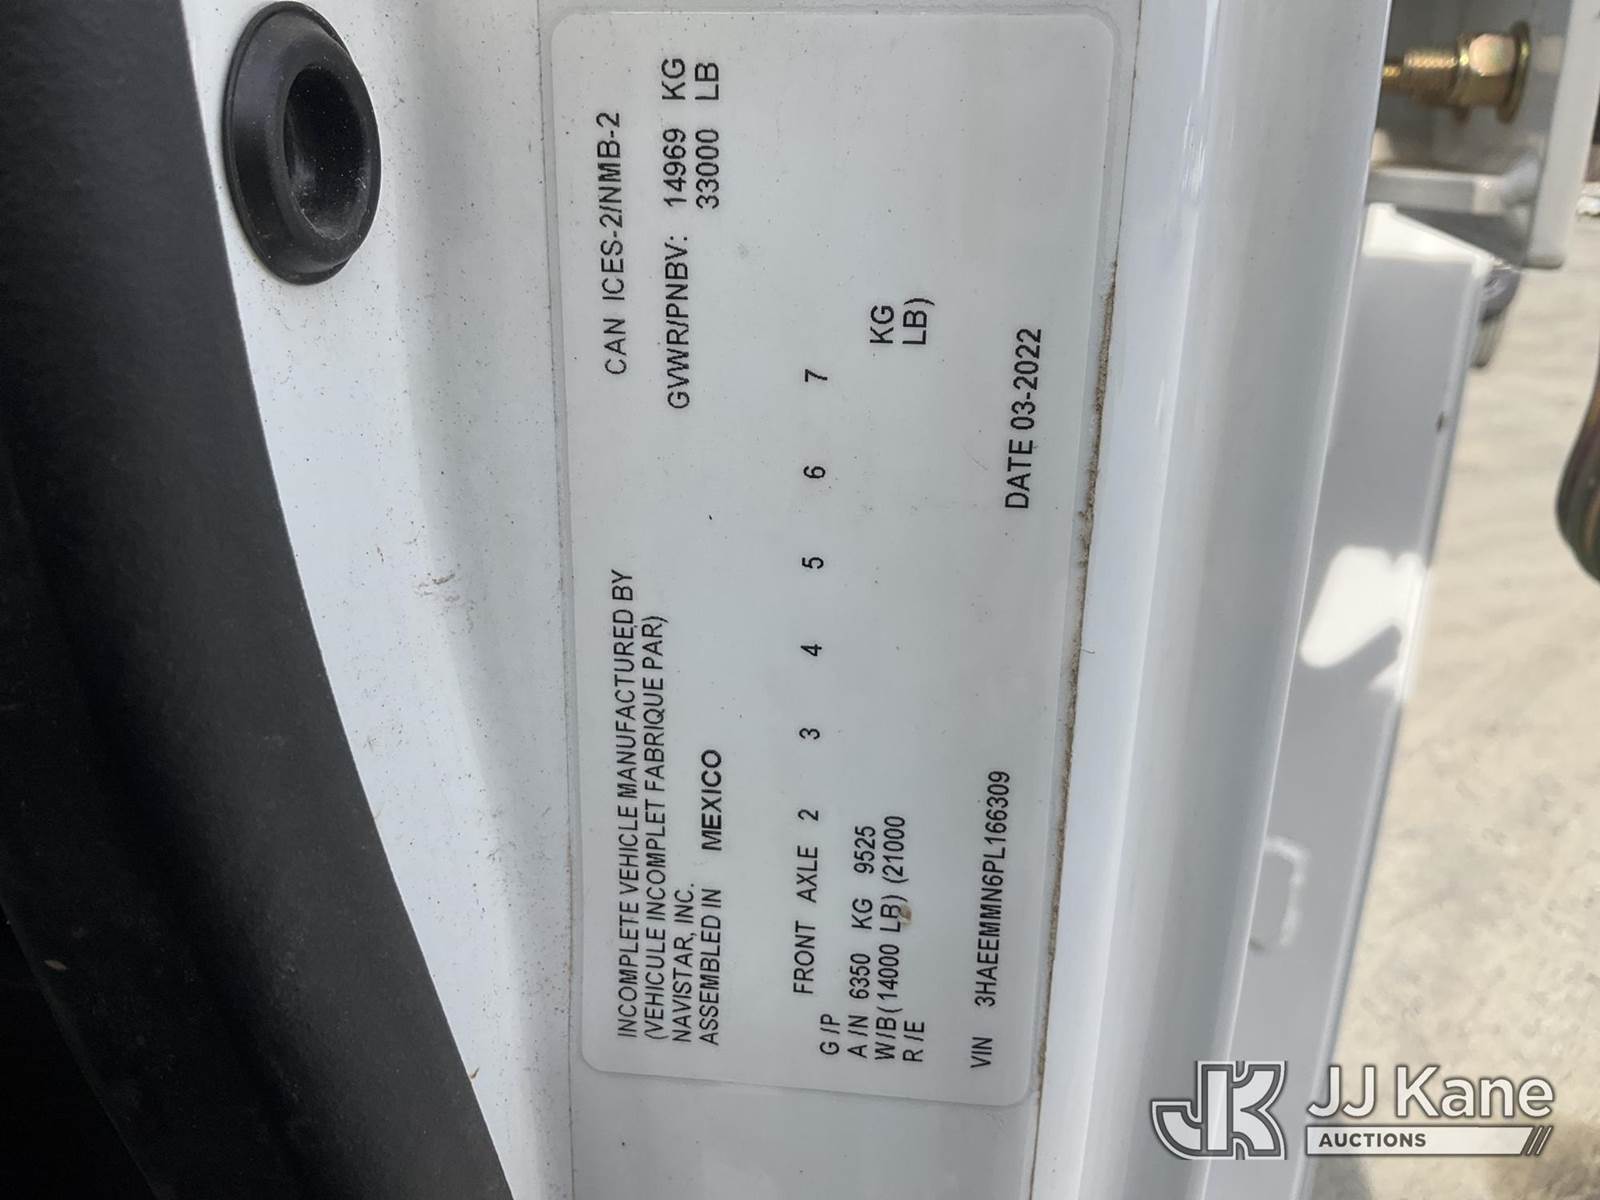 CAN ICES-2/NMB-2
INCOMPLETE VEHICLE MANUFACTURED BY
(VEHICULE INCOMPLET FABRIQUE PAR)
NAVISTAR, INC.
ASSEMBLED IN MEXICO
GVWR/PNBV: 14969 KG
33000 LB
FRONT AXLE 2 3 4 5 6 7
G/P
A/N 6350 KG 9525 KG
W/B(14000 LB) (21000 LB)
R/E
VIN 3HAEEMMN6PL166309 DATE 03-2022
JK JJ Kane
AUCTIONS